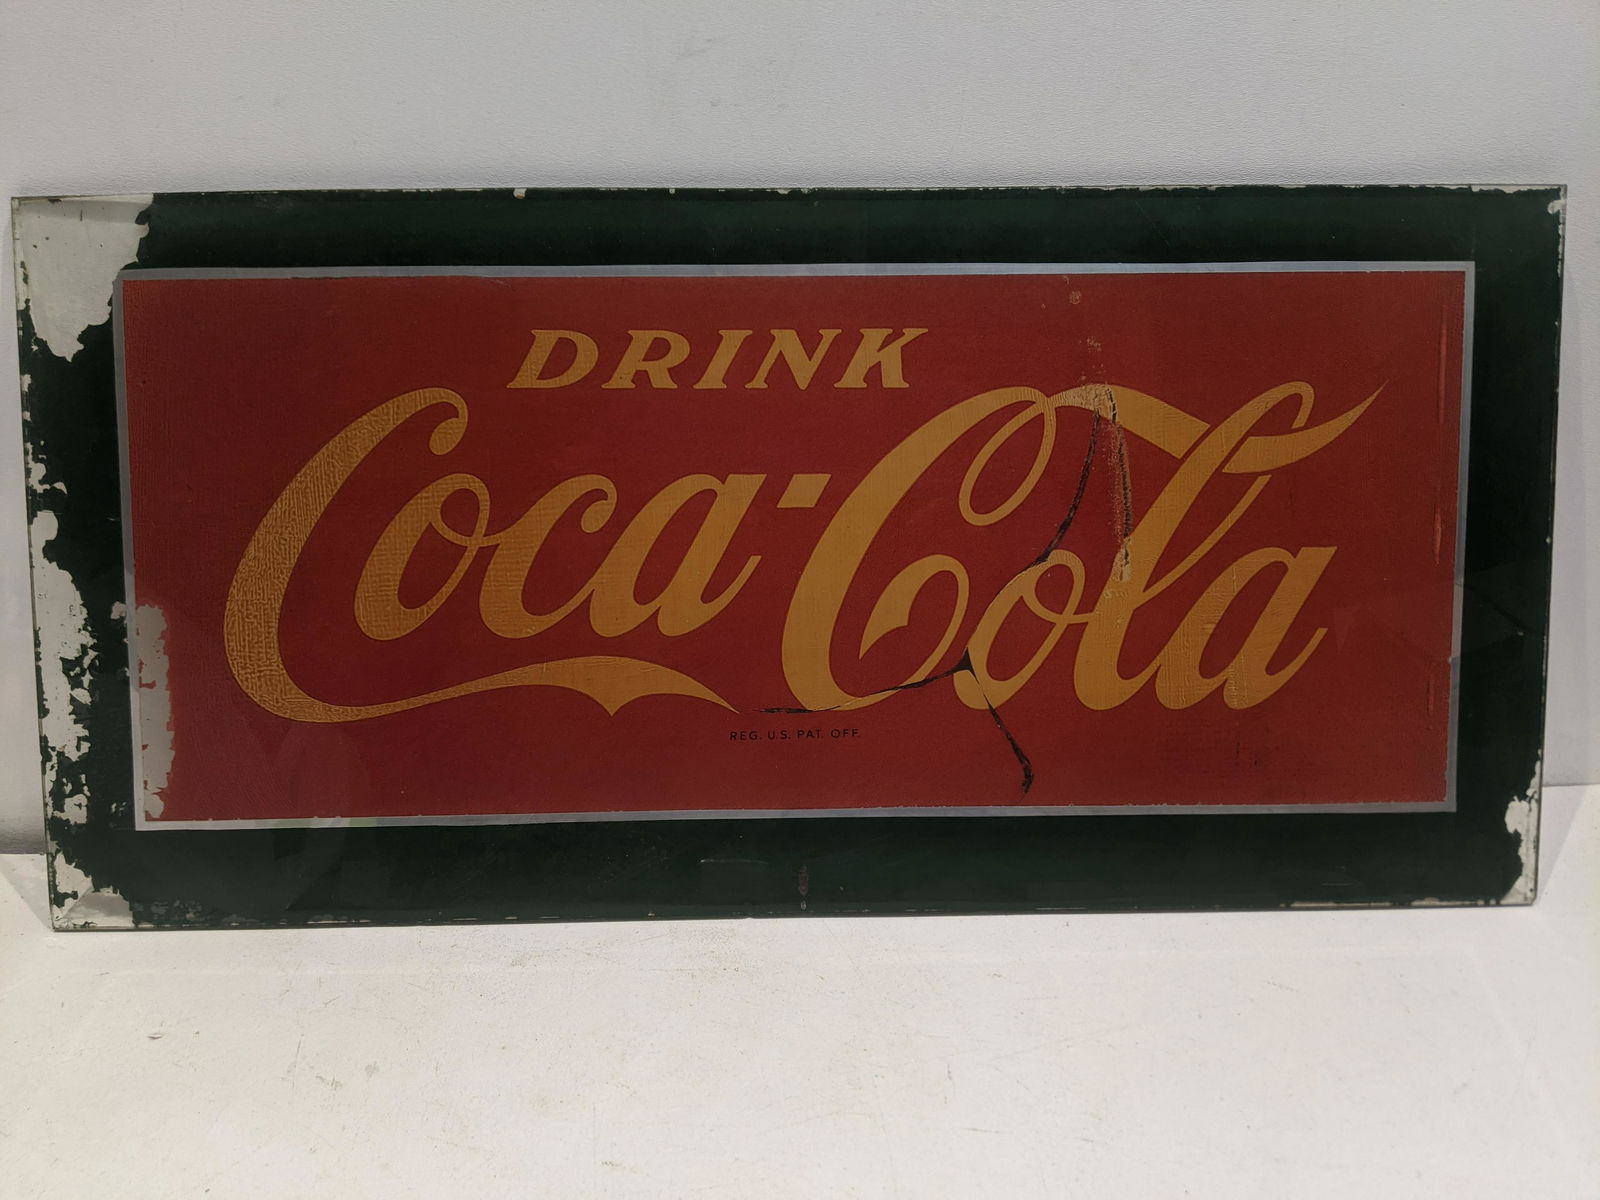 DRINK
Coca-Cola
REG. U.S. PAT. OFF.